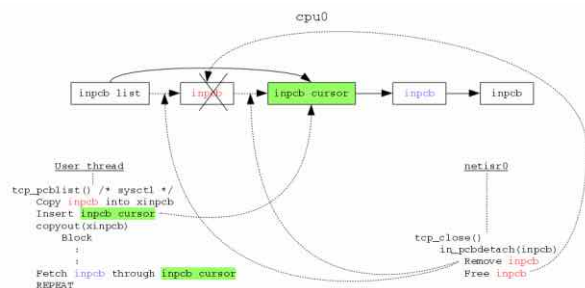 cpu0
inpcb list
inpcb
inpcb cursor
inpcb
inpcb
User thread
netisr0
tcp_pcblist() /* sysctl */
Copy inpcb into xinpcb
Insert inpcb cursor
copyout(xinpcb)
Block
:
:
Fetch inpcb through inpcb cursor
REPEAT
tcp_close()
in_pcbdetach(inpcb)
Remove inpcb
Free inpcb